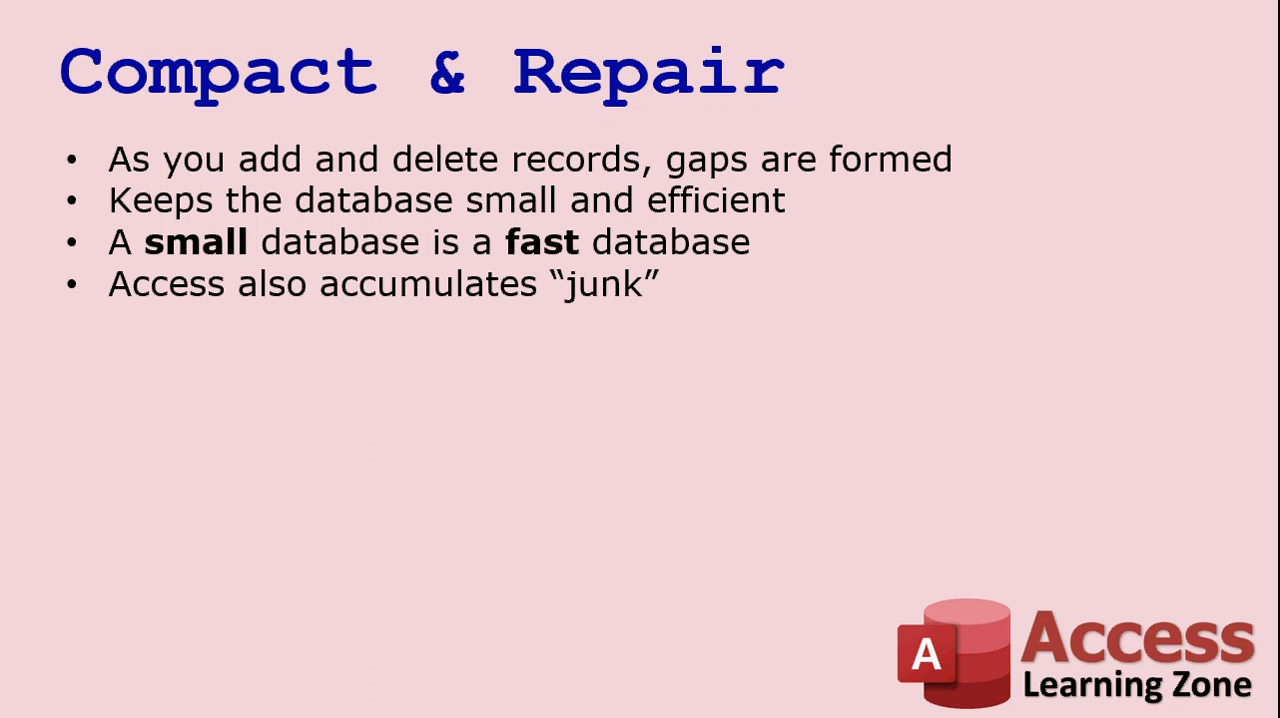 Compact & Repair
• As you add and delete records, gaps are formed
• Keeps the database small and efficient
• A small database is a fast database
• Access also accumulates “junk”
A
Access
Learning Zone